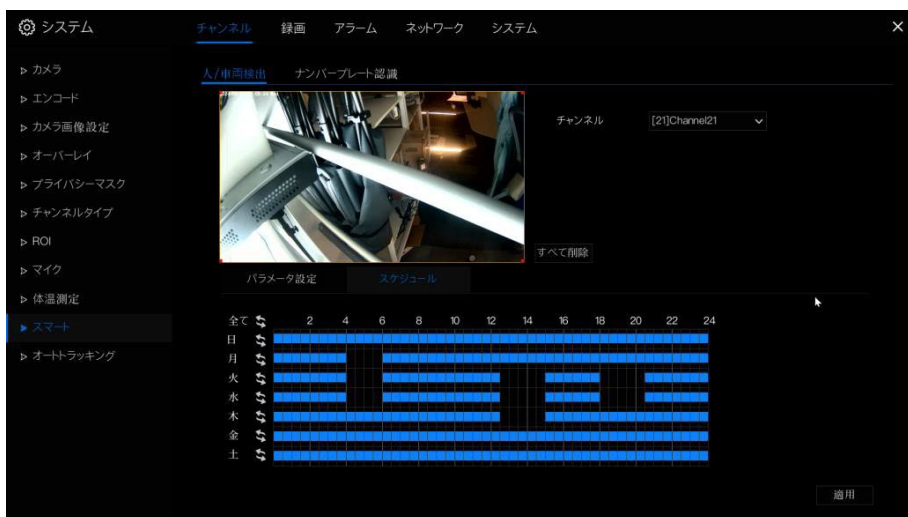 システム チャンネル 録画 アラーム ネットワーク システム
カメラ
エンコード
カメラ画像設定
オーバーレイ
プライバシーマスク
チャンネルタイプ
ROI
マイク
体温測定
スマート
オートトラッキング
人/車両検出 ナンバープレート認識
チャンネル [21]Channel21
すべて削除
パラメータ設定 スケジュール
全て 2 4 6 8 10 12 14 16 18 20 22 24
日
月
火
水
木
金
土
適用